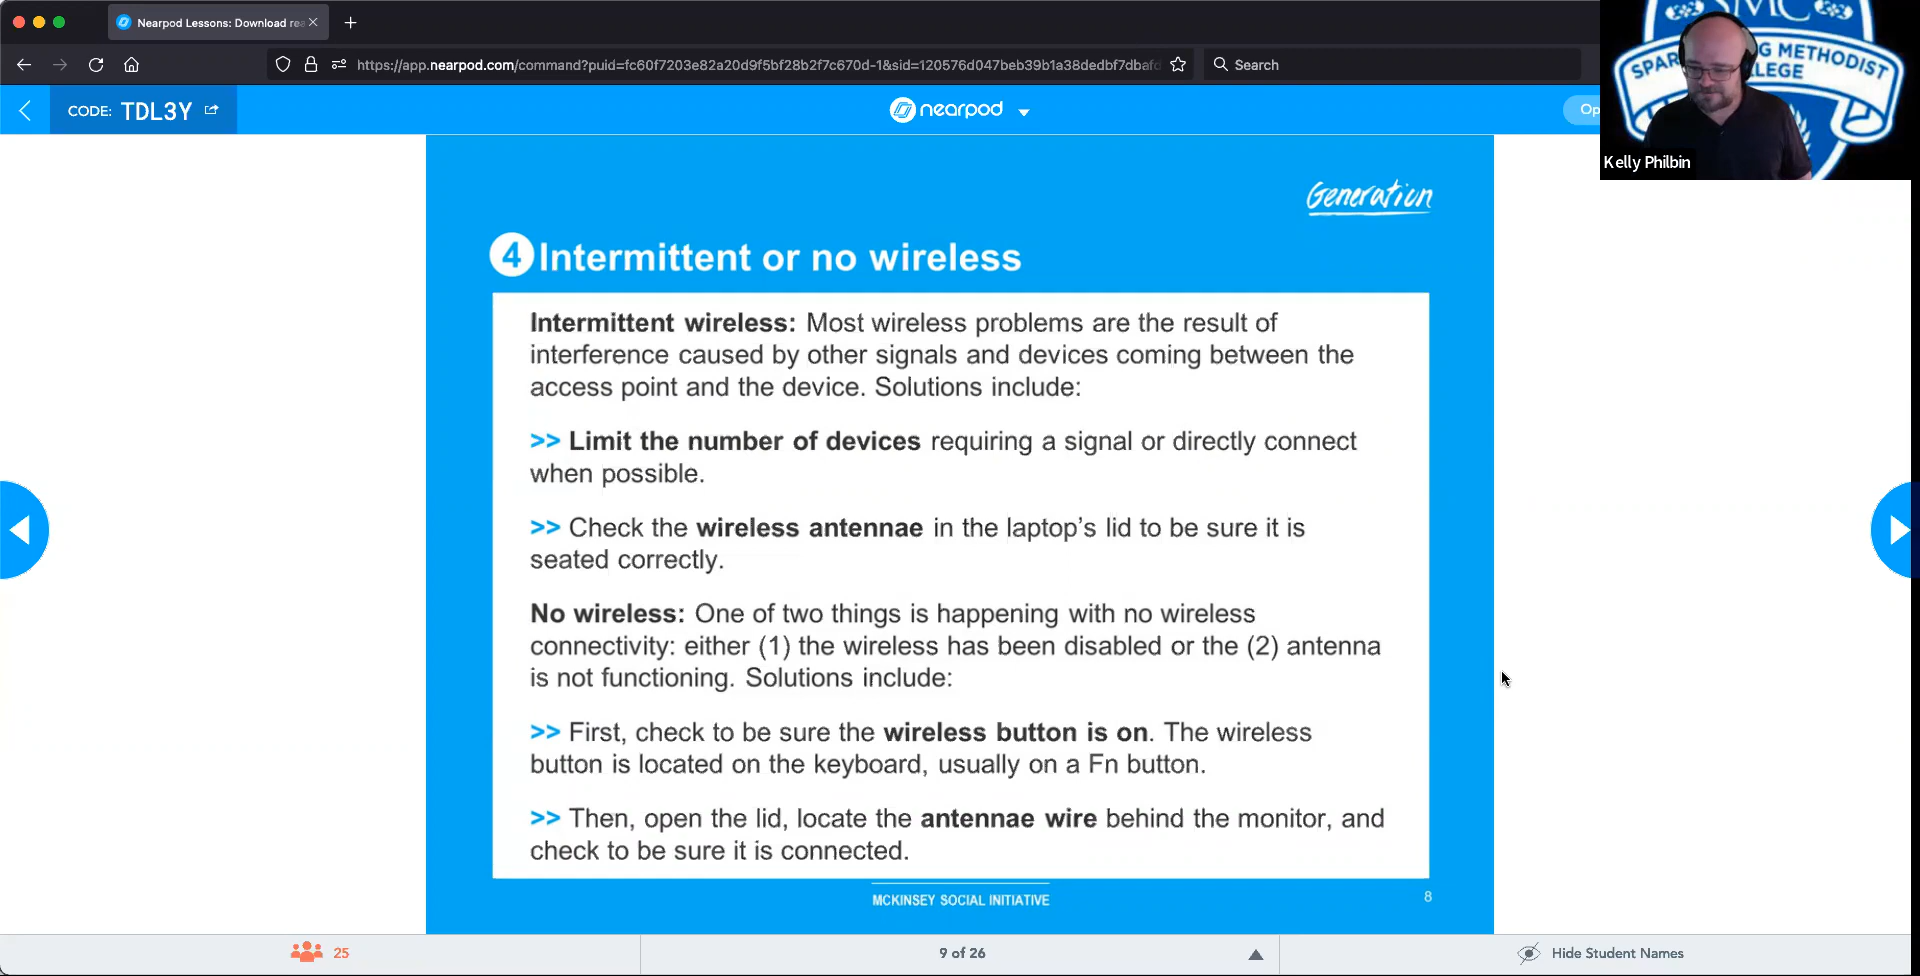 Nearpod Lessons: Download rea
https://app.nearpod.com/command?puid=fc60f7203e82a20d9f5bf28b2f7c670d-1&sid=120576d047beb39b1a38dedbf7dbafd
Search
CODE: TDL3Y
nearpod
Op
SMC
SPAR G METHODIST
LLEGE
Kelly Philbin
Generation
4 Intermittent or no wireless
Intermittent wireless: Most wireless problems are the result of
interference caused by other signals and devices coming between the
access point and the device. Solutions include:
>> Limit the number of devices requiring a signal or directly connect
when possible.
>> Check the wireless antennae in the laptop’s lid to be sure it is
seated correctly.
No wireless: One of two things is happening with no wireless
connectivity: either (1) the wireless has been disabled or the (2) antenna
is not functioning. Solutions include:
>> First, check to be sure the wireless button is on. The wireless
button is located on the keyboard, usually on a Fn button.
>> Then, open the lid, locate the antennae wire behind the monitor, and
check to be sure it is connected.
MCKINSEY SOCIAL INITIATIVE
8
25
9 of 26
Hide Student Names